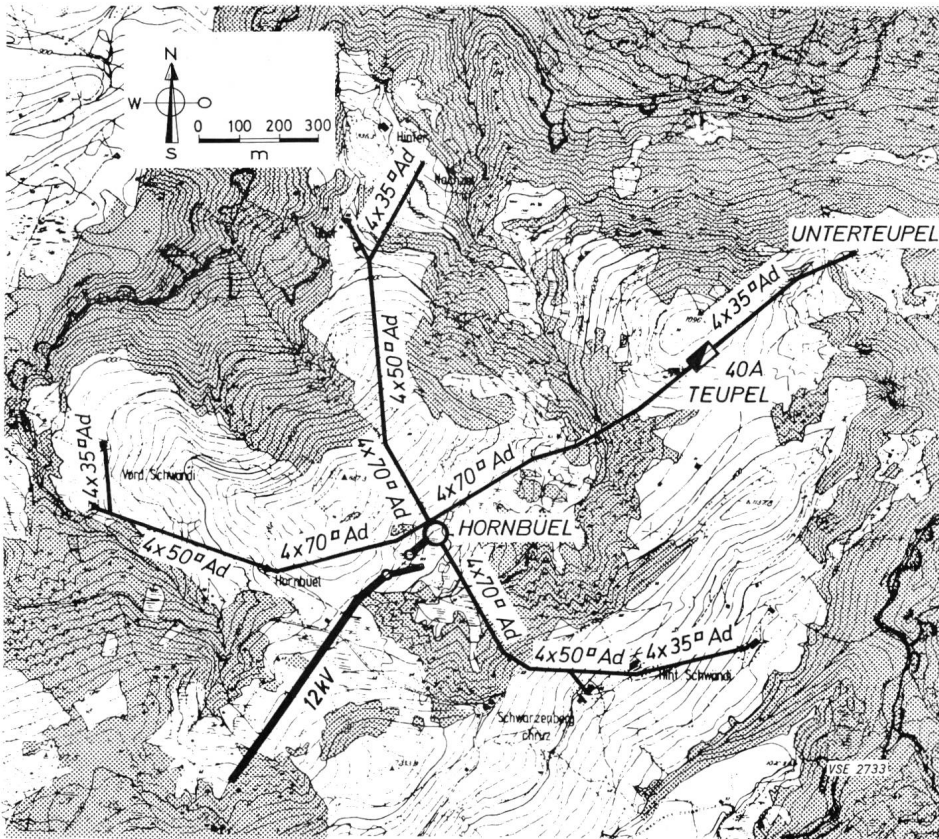 N
W O
S
0 100 200 300
m
Hinter
4x35¤Ad
UNTERTEUPEL
4x35¤Ad
40A
TEUPEL
4x50¤Ad
4x70¤Ad
4x70¤Ad
4x35¤Ad
Vord. Schwandi
HORNBÜEL
4x70¤Ad
4x50¤Ad
Hornbüel
4x70¤Ad
4x50¤Ad
4x35¤Ad
Hint Schwandi
12kV
Schwarzenberg
chrüz
VSE 2733